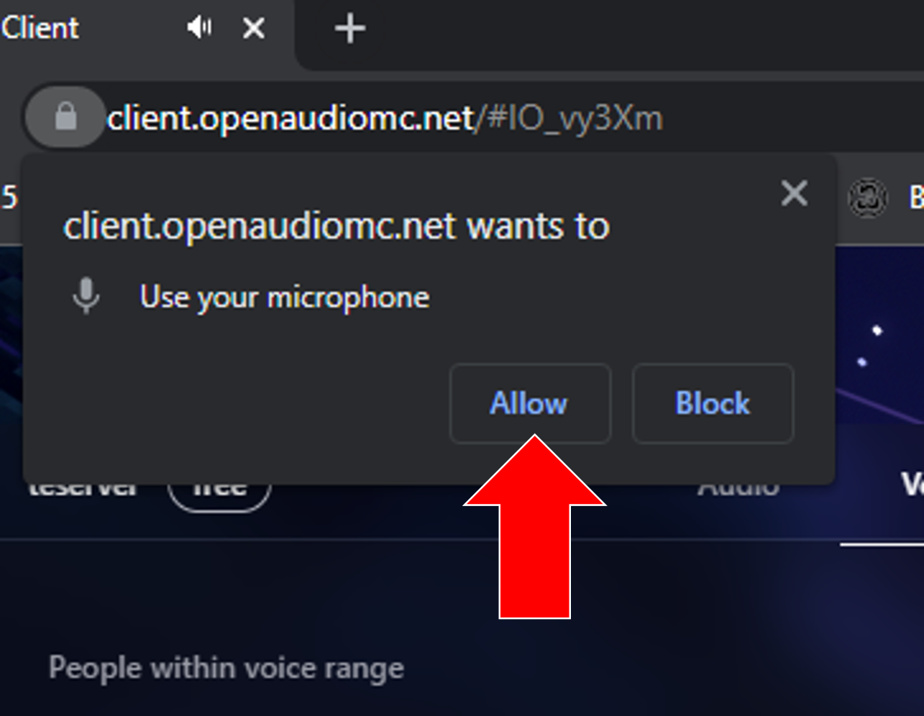 Client
client.openaudiomc.net/#IO_vy3Xm
5
B
client.openaudiomc.net wants to
Use your microphone
Allow
Block
teserver
free
Audio
People within voice range